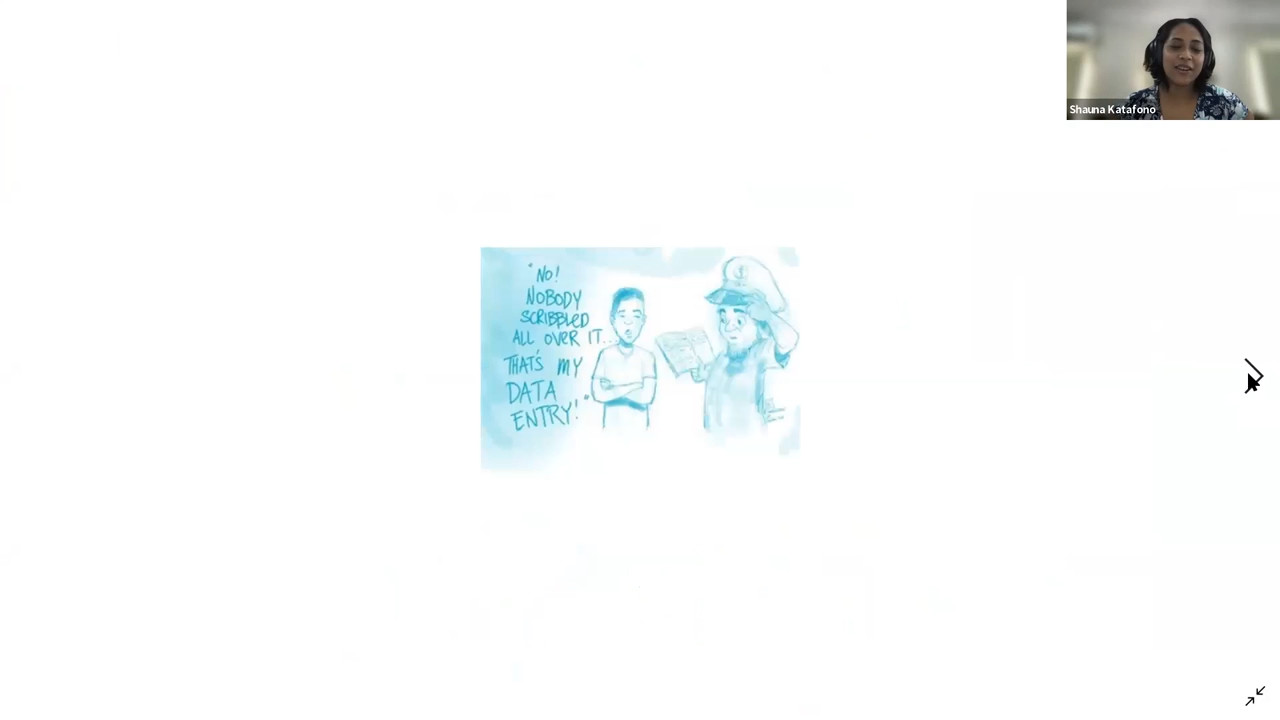 Shauna Katafono
"NO!
NOBODY
SCRIBBLED
ALL OVER IT...
THAT'S MY
DATA
ENTRY!"